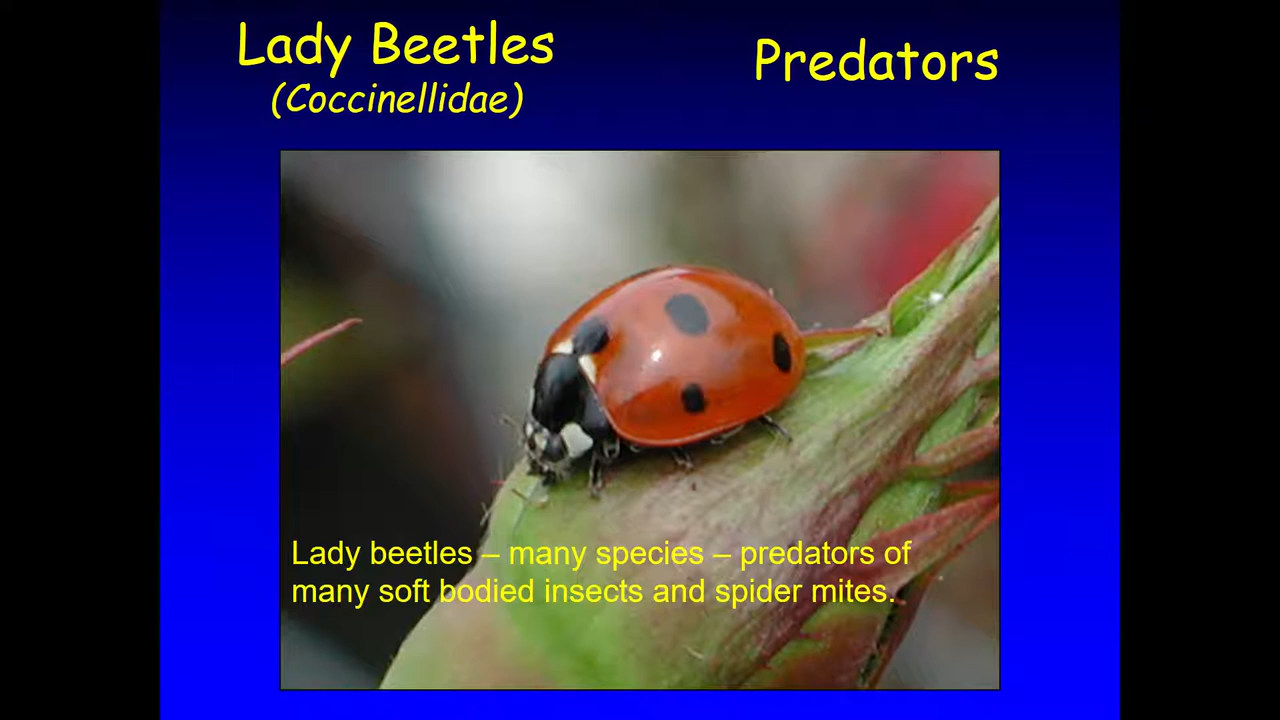 Lady Beetles
(Coccinellidae)
Predators
Lady beetles – many species – predators of
many soft bodied insects and spider mites.